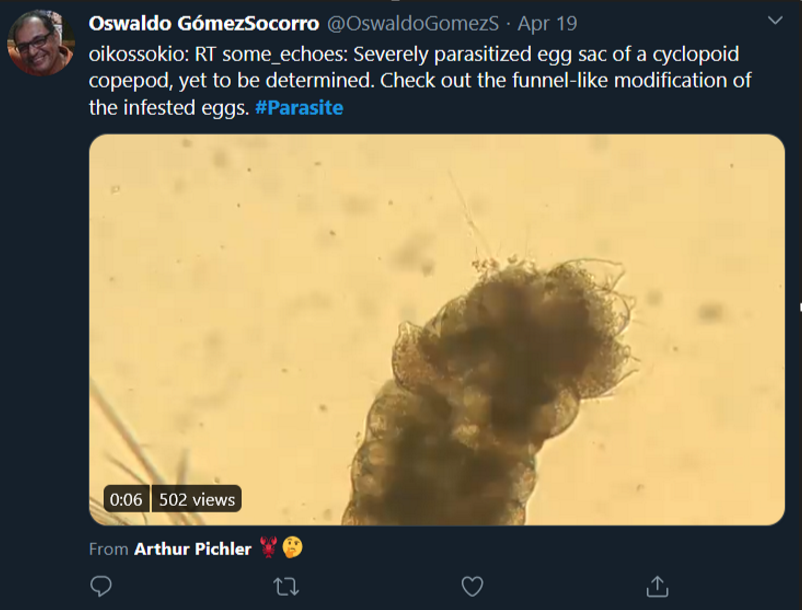 Oswaldo GómezSocorro @OswaldoGomezS · Apr 19
oikossokio: RT some_echoes: Severely parasitized egg sac of a cyclopoid
copepod, yet to be determined. Check out the funnel-like modification of
the infested eggs. #Parasite
0:06 502 views
From Arthur Pichler 🦞🤔